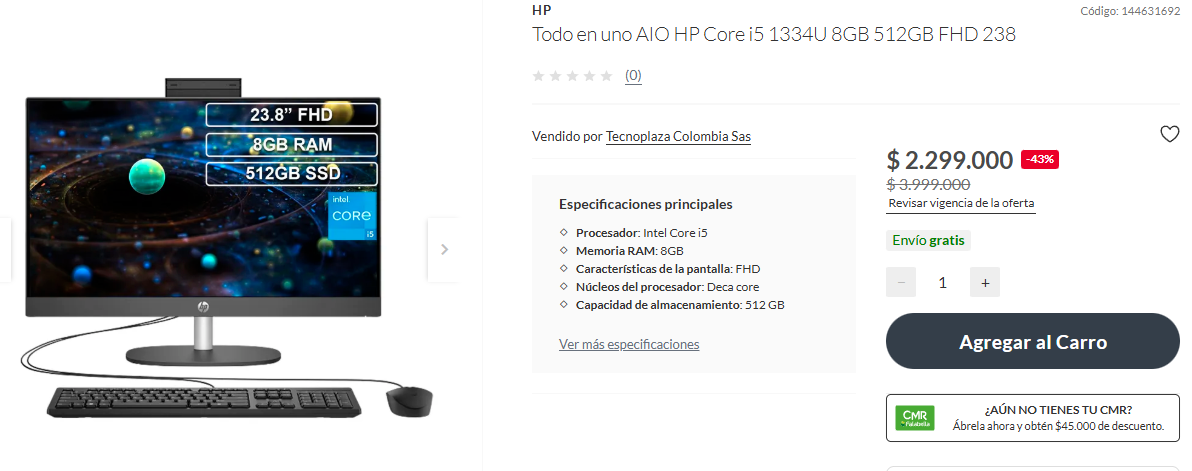 HP
Código: 144631692
Todo en uno AIO HP Core i5 1334U 8GB 512GB FHD 238
(0)
Vendido por Tecnoplaza Colombia Sas
$ 2.299.000 -43%
$ 3.999.000
Revisar vigencia de la oferta
Envío gratis
− 1 +
Agregar al Carro
CMR
Falabella
¿AÚN NO TIENES TU CMR?
Ábrela ahora y obtén $45.000 de descuento.
Especificaciones principales
Procesador: Intel Core i5
Memoria RAM: 8GB
Características de la pantalla: FHD
Núcleos del procesador: Deca core
Capacidad de almacenamiento: 512 GB
Ver más especificaciones
23.8” FHD
8GB RAM
512GB SSD
intel.
CORE
i5
hp